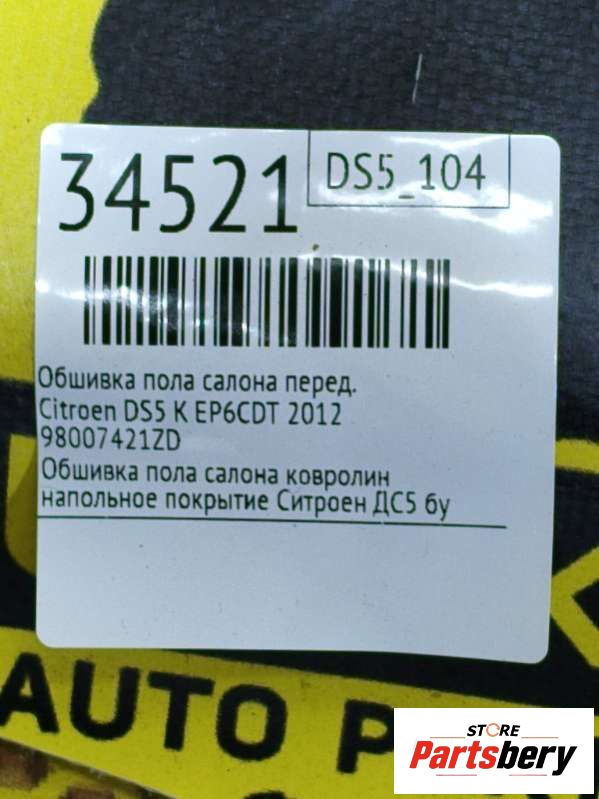 34521
DS5_104
Обшивка пола салона перед.
Citroen DS5 K EP6CDT 2012
98007421ZD
Обшивка пола салона ковролин
напольное покрытие Ситроен ДС5 бу
AUTO P
STORE
Partsbery